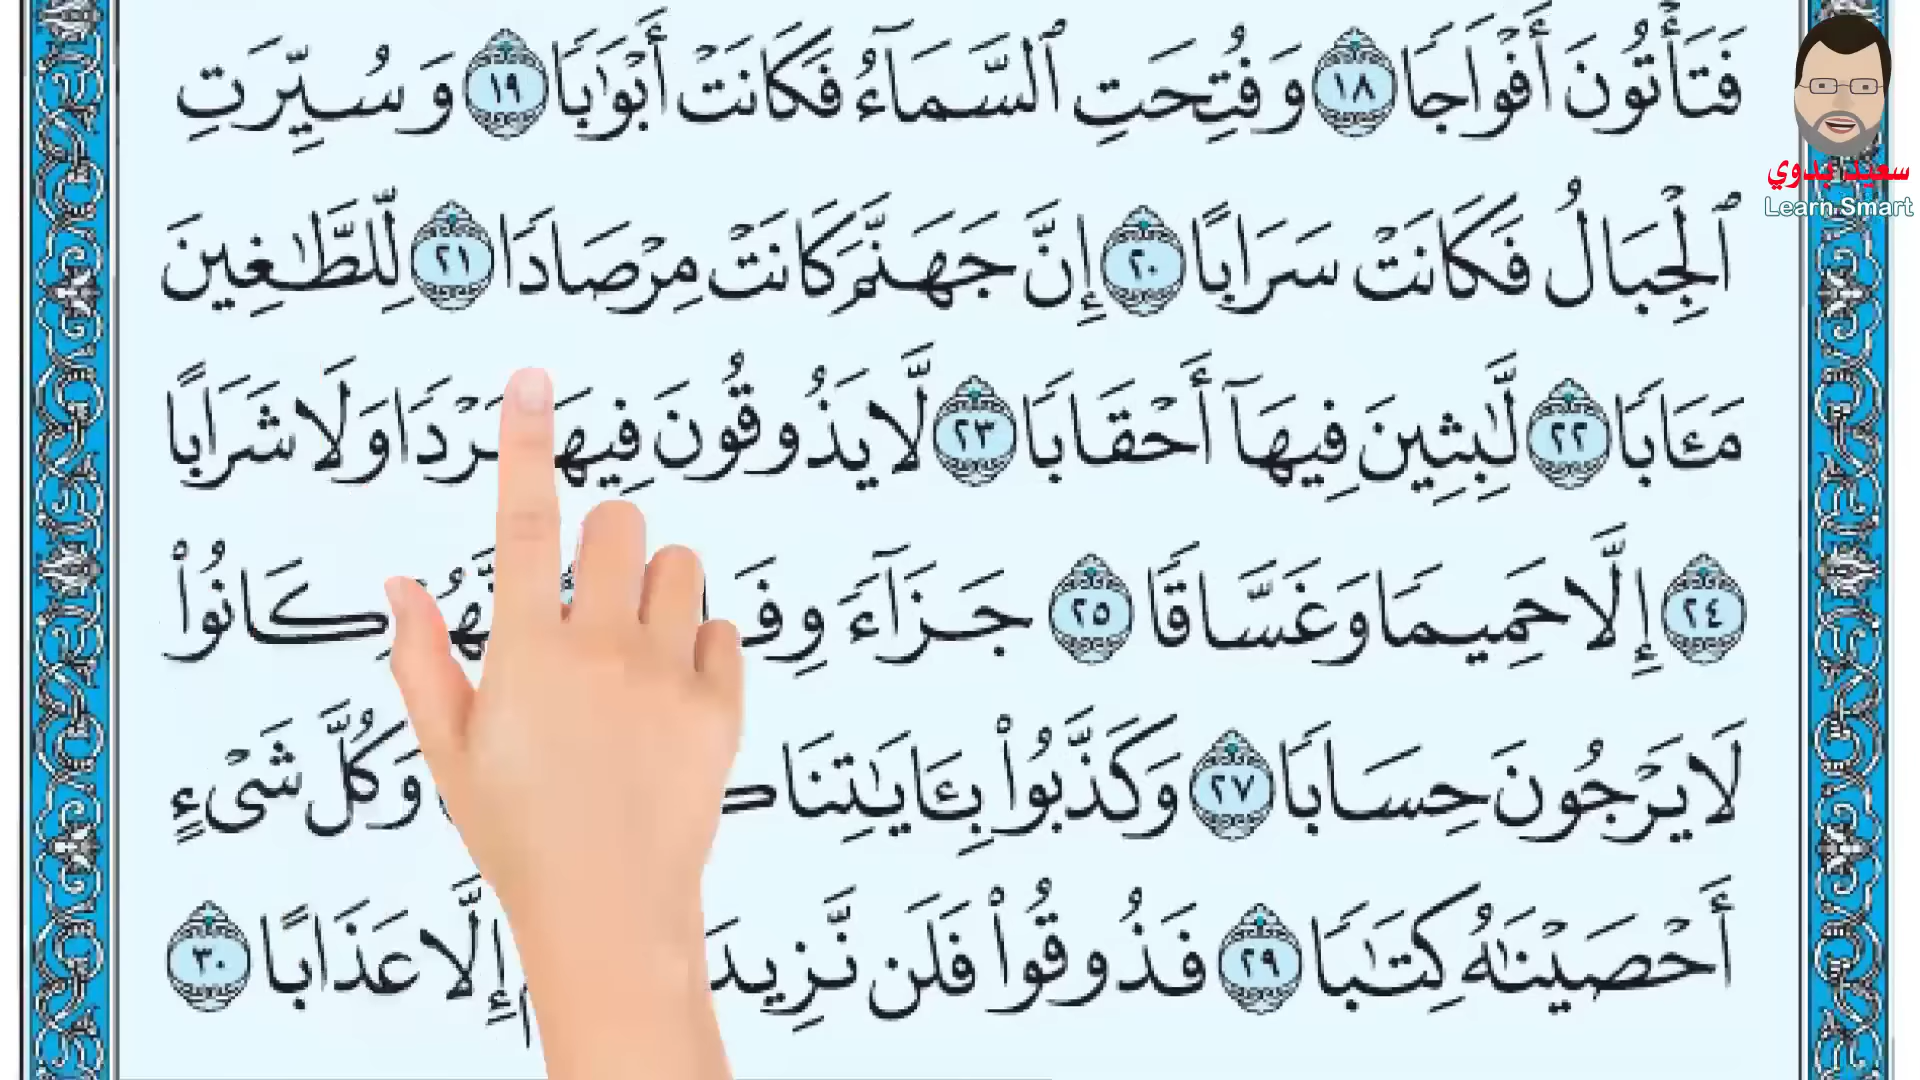 فَتَأْتُونَ أَفْوَاجًا ١٨ وَفُتِحَتِ ٱلسَّمَآءُ فَكَانَتْ أَبْوَٰبًا ١٩ وَسُيِّرَتِ
ٱلْجِبَالُ فَكَانَتْ سَرَابًا ٢٠ إِنَّ جَهَنَّمَ كَانَتْ مِرْصَادًا ٢١ لِّلطَّٰغِينَ
مَـَٔابًا ٢٢ لَّٰبِثِينَ فِيهَآ أَحْقَابًا ٢٣ لَّا يَذُوقُونَ فِيهَا بَرْدًا وَلَا شَرَابًا
٢٤ إِلَّا حَمِيمًا وَغَسَّاقًا ٢٥ جَزَآءً كَانُوا۟
لَا يَرْجُونَ حِسَابًا ٢٧ وَكَذَّبُوا۟ بِـَٔايَٰتِنَا وَكُلَّ شَىْءٍ
أَحْصَيْنَٰهُ كِتَٰبًا ٢٩ فَذُوقُوا۟ فَلَن إِلَّا عَذَابًا ٣٠
سعيد بدوي
Learn Smart